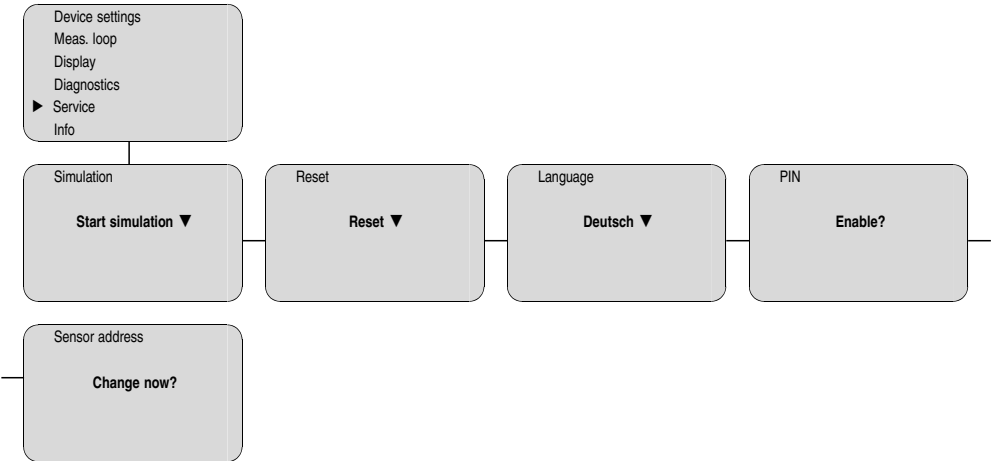 Device settings
Meas. loop
Display
Diagnostics
▶ Service
Info
Simulation
Start simulation ▼
Reset
Reset ▼
Language
Deutsch ▼
PIN
Enable?
Sensor address
Change now?